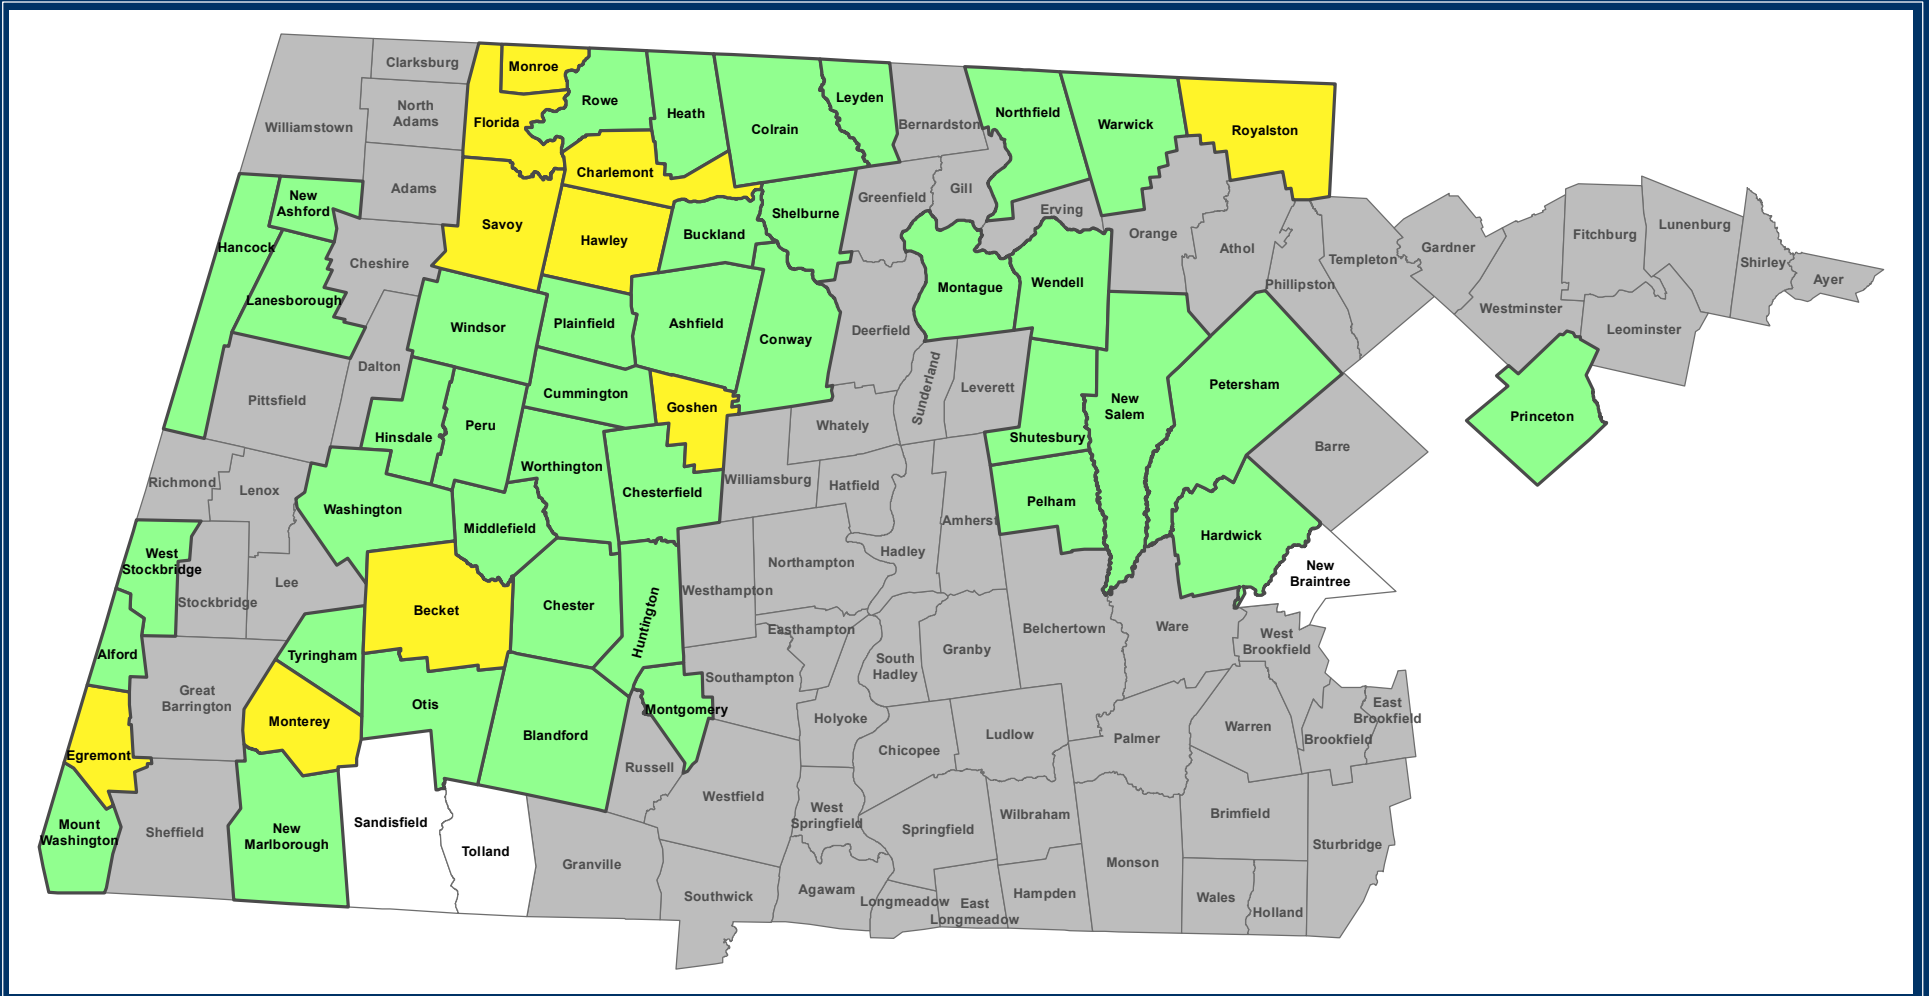 Clarksburg
Monroe
North
Adams
Williamstown
Florida
Rowe
Heath
Colrain
Leyden
Bernardston
Northfield
Warwick
Royalston
Charlemont
Adams
New
Ashford
Savoy
Hawley
Buckland
Shelburne
Greenfield
Gill
Erving
Orange
Athol
Phillipston
Templeton
Gardner
Westminster
Fitchburg
Lunenburg
Shirley
Ayer
Leominster
Princeton
Hancock
Cheshire
Lanesborough
Windsor
Plainfield
Ashfield
Conway
Deerfield
Montague
Wendell
Dalton
Pittsfield
Cummington
Goshen
Whately
Sunderland
Leverett
Shutesbury
New
Salem
Petersham
Barre
Hinsdale
Peru
Worthington
Chesterfield
Williamsburg
Hatfield
Amherst
Pelham
Hardwick
New
Braintree
Richmond
Lenox
Washington
Middlefield
West
Stockbridge
Stockbridge
Lee
Becket
Chester
Huntington
Westhampton
Northampton
Hadley
Easthampton
Belchertown
Ware
West
Brookfield
Alford
Tyringham
Great
Barrington
Monterey
Otis
Blandford
Montgomery
Southampton
South
Hadley
Granby
Holyoke
Chicopee
Ludlow
Palmer
Warren
Brookfield
East
Brookfield
Egremont
Russell
Westfield
Mount
Washington
Sheffield
New
Marlborough
Sandisfield
Tolland
Granville
Southwick
West
Springfield
Agawam
Springfield
Wilbraham
Longmeadow
East
Longmeadow
Hampden
Monson
Brimfield
Sturbridge
Wales
Holland